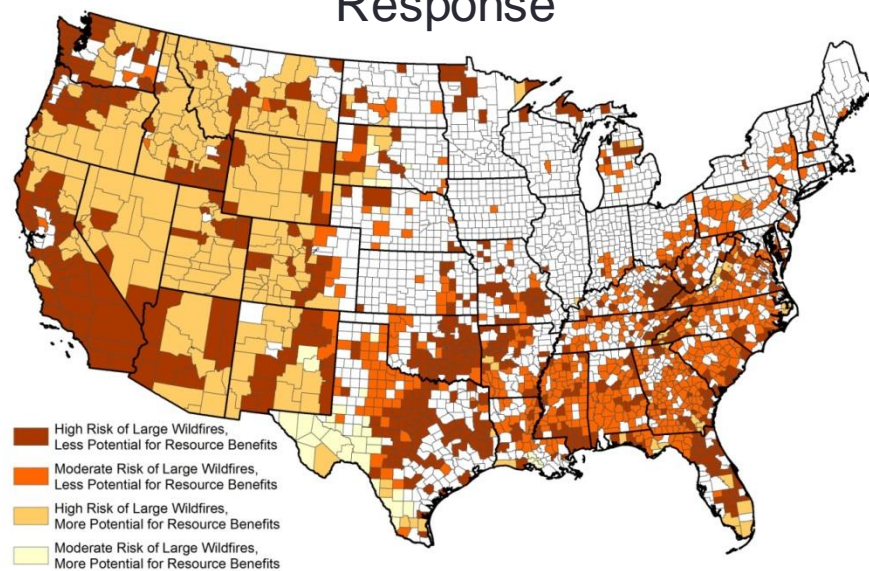 Response
High Risk of Large Wildfires,
Less Potential for Resource Benefits
Moderate Risk of Large Wildfires,
Less Potential for Resource Benefits
High Risk of Large Wildfires,
More Potential for Resource Benefits
Moderate Risk of Large Wildfires,
More Potential for Resource Benefits